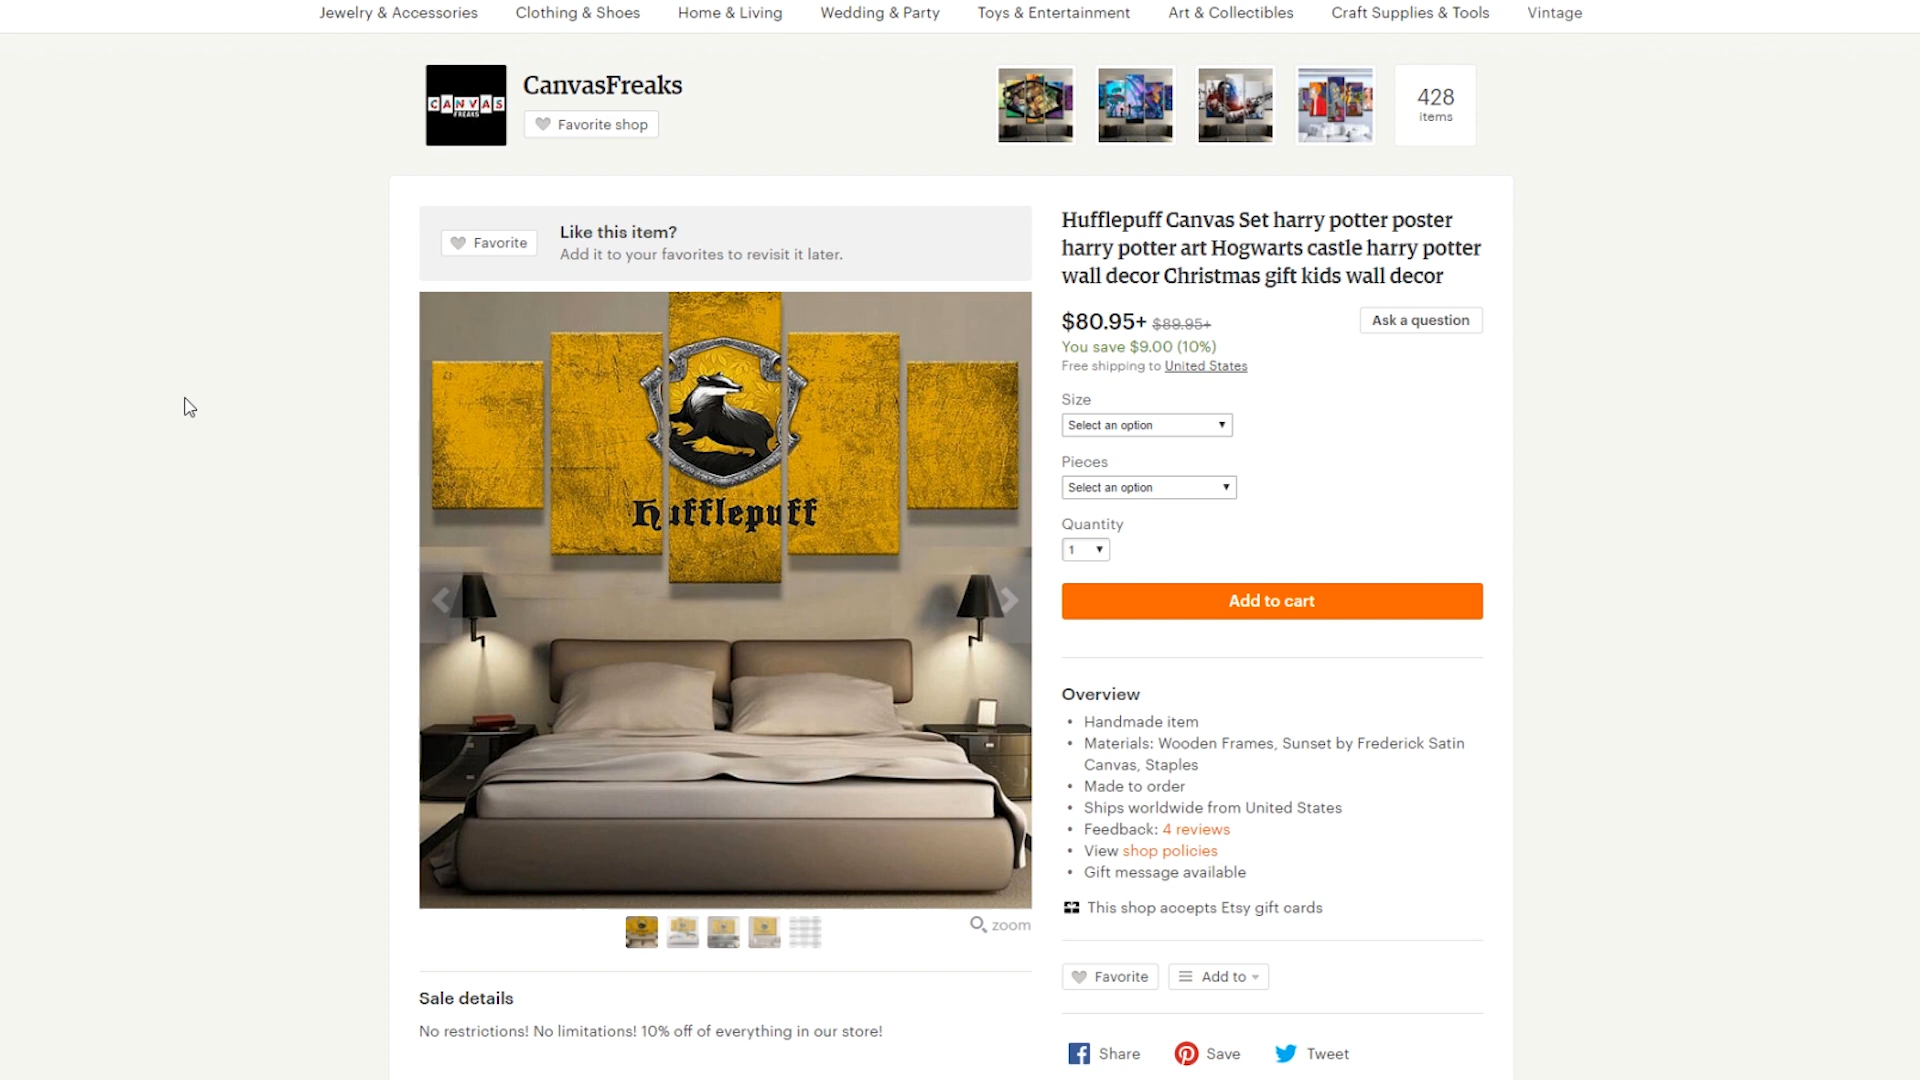 Jewelry & Accessories
Clothing & Shoes
Home & Living
Wedding & Party
Toys & Entertainment
Art & Collectibles
Craft Supplies & Tools
Vintage
CANVAS
FREAKS
CanvasFreaks
Favorite shop
428
items
Favorite
Like this item?
Add it to your favorites to revisit it later.
Hufflepuff
zoom
Sale details
No restrictions! No limitations! 10% off of everything in our store!
Hufflepuff Canvas Set harry potter poster
harry potter art Hogwarts castle harry potter
wall decor Christmas gift kids wall decor
$80.95+ $89.95+
Ask a question
You save $9.00 (10%)
Free shipping to United States
Size
Select an option
Pieces
Select an option
Quantity
1
Add to cart
Overview
• Handmade item
• Materials: Wooden Frames, Sunset by Frederick Satin
Canvas, Staples
• Made to order
• Ships worldwide from United States
• Feedback: 4 reviews
• View shop policies
• Gift message available
This shop accepts Etsy gift cards
Favorite
Add to
Share
Save
Tweet